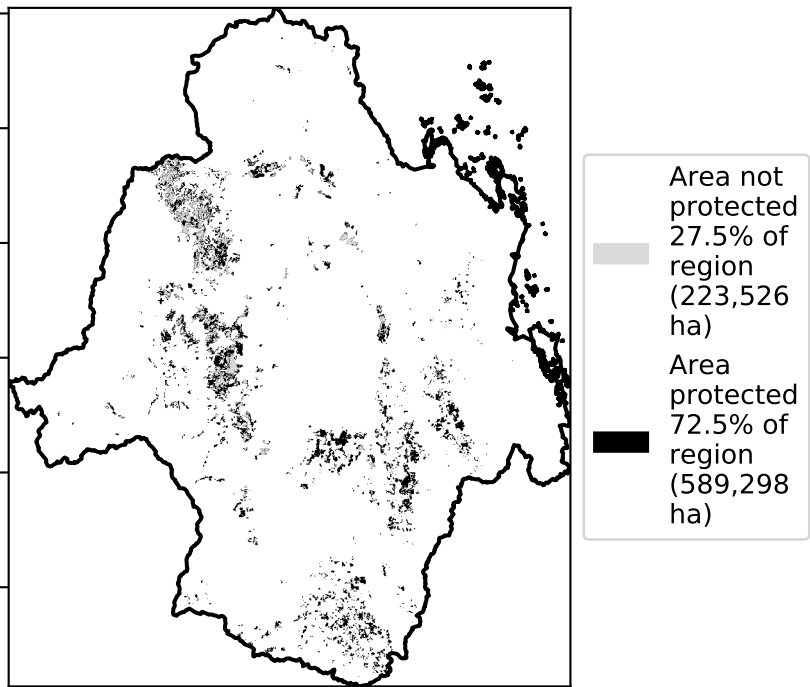 Area not
protected
27.5% of
region
(223,526
ha)
Area
protected
72.5% of
region
(589,298
ha)